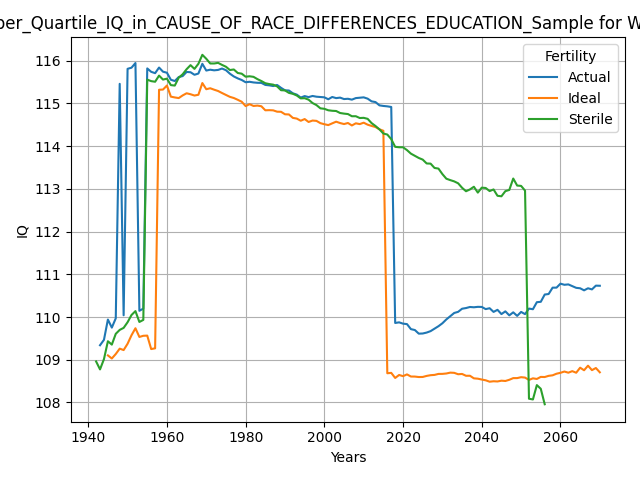 per_Quartile_IQ_in_CAUSE_OF_RACE_DIFFERENCES_EDUCATION_Sample for W
116
115
114
113
112
111
110
109
108
IQ
Fertility
Actual
Ideal
Sterile
1940 1960 1980 2000 2020 2040 2060
Years